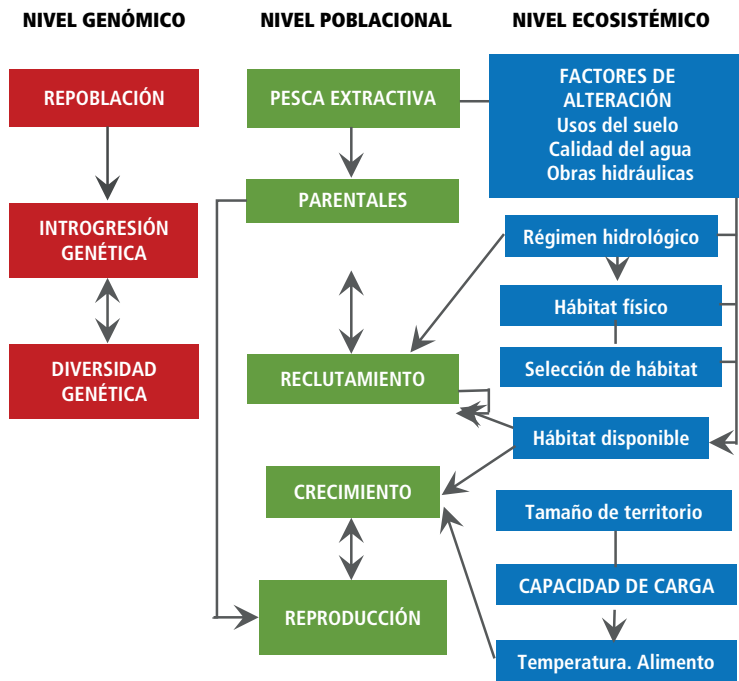 NIVEL GENÓMICO
NIVEL POBLACIONAL
NIVEL ECOSISTÉMICO
REPOBLACIÓN
INTROGRESIÓN
GENÉTICA
DIVERSIDAD
GENÉTICA
PESCA EXTRACTIVA
PARENTALES
RECLUTAMIENTO
CRECIMIENTO
REPRODUCCIÓN
FACTORES DE
ALTERACIÓN
Usos del suelo
Calidad del agua
Obras hidráulicas
Régimen hidrológico
Hábitat físico
Selección de hábitat
Hábitat disponible
Tamaño de territorio
CAPACIDAD DE CARGA
Temperatura. Alimento